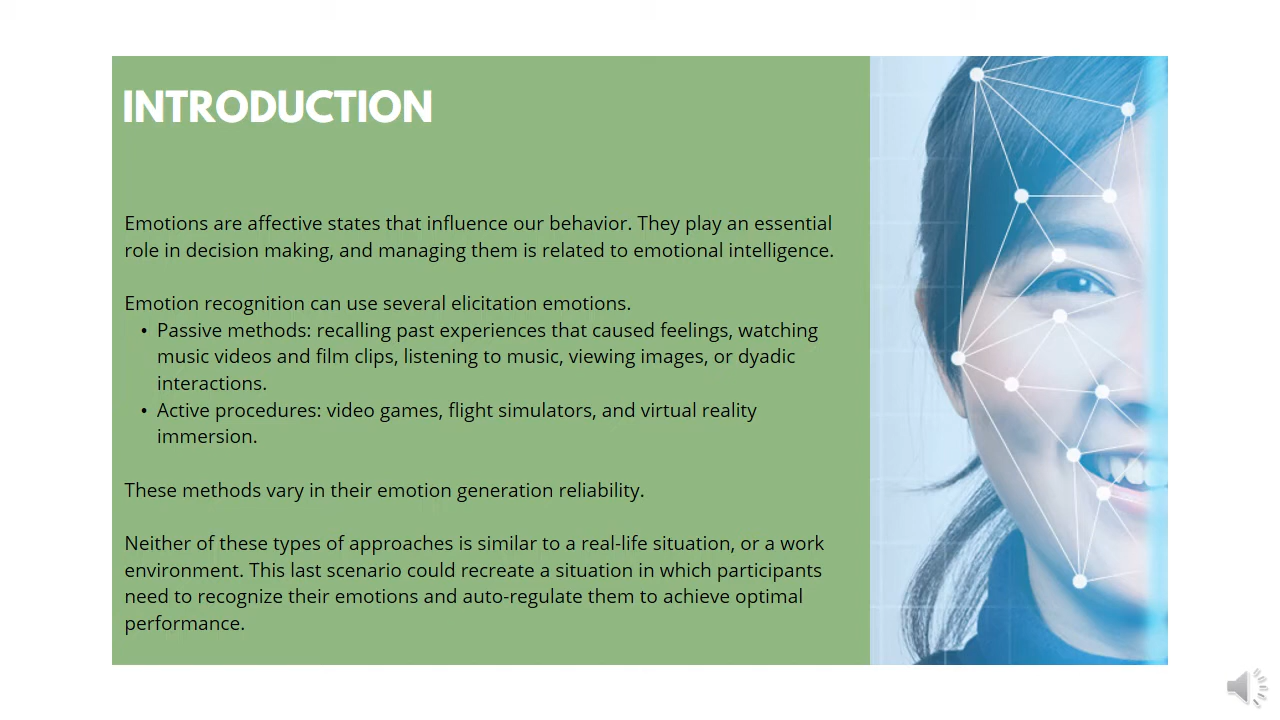 INTRODUCTION
Emotions are affective states that influence our behavior. They play an essential
role in decision making, and managing them is related to emotional intelligence.
Emotion recognition can use several elicitation emotions.
• Passive methods: recalling past experiences that caused feelings, watching
music videos and film clips, listening to music, viewing images, or dyadic
interactions.
• Active procedures: video games, flight simulators, and virtual reality
immersion.
These methods vary in their emotion generation reliability.
Neither of these types of approaches is similar to a real-life situation, or a work
environment. This last scenario could recreate a situation in which participants
need to recognize their emotions and auto-regulate them to achieve optimal
performance.